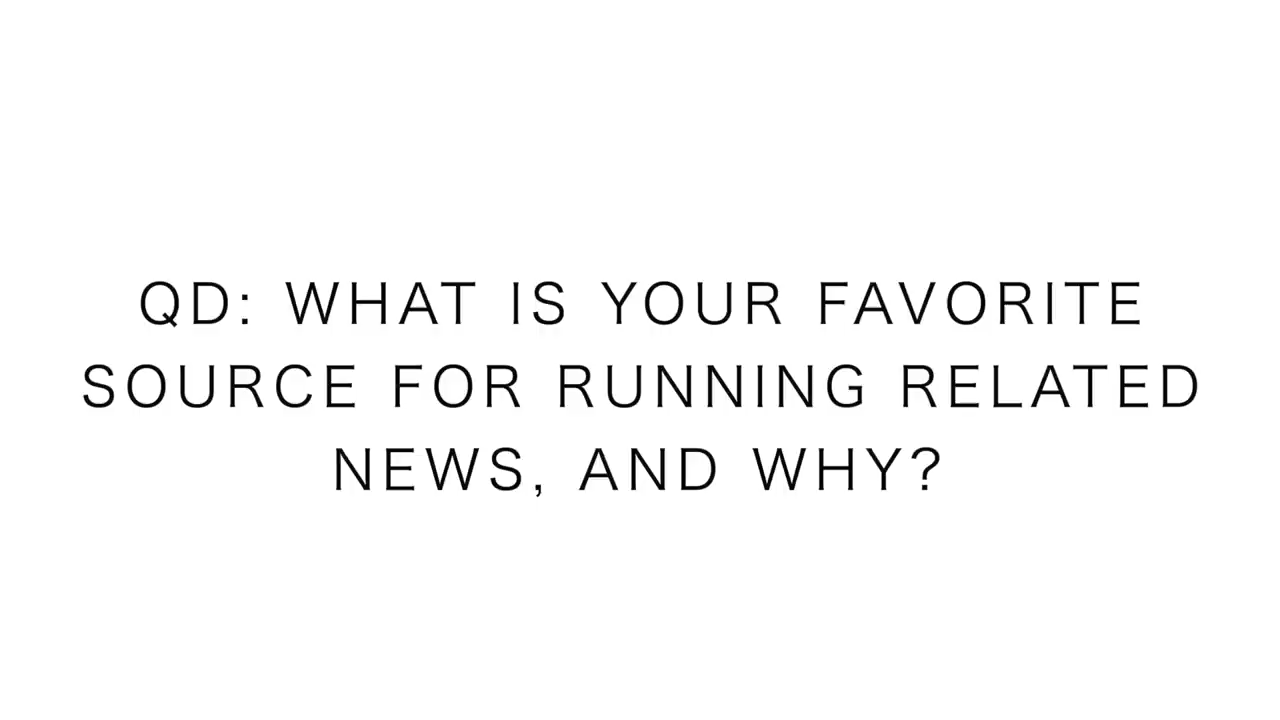 QD: WHAT IS YOUR FAVORITE
SOURCE FOR RUNNING RELATED
NEWS, AND WHY?